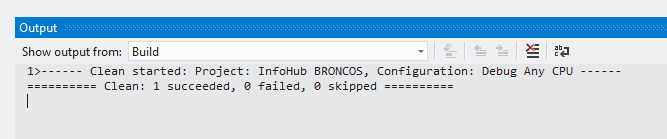 Output
Show output from: Build
1>------ Clean started: Project: InfoHub BRONCOS, Configuration: Debug Any CPU ------
========== Clean: 1 succeeded, 0 failed, 0 skipped ==========